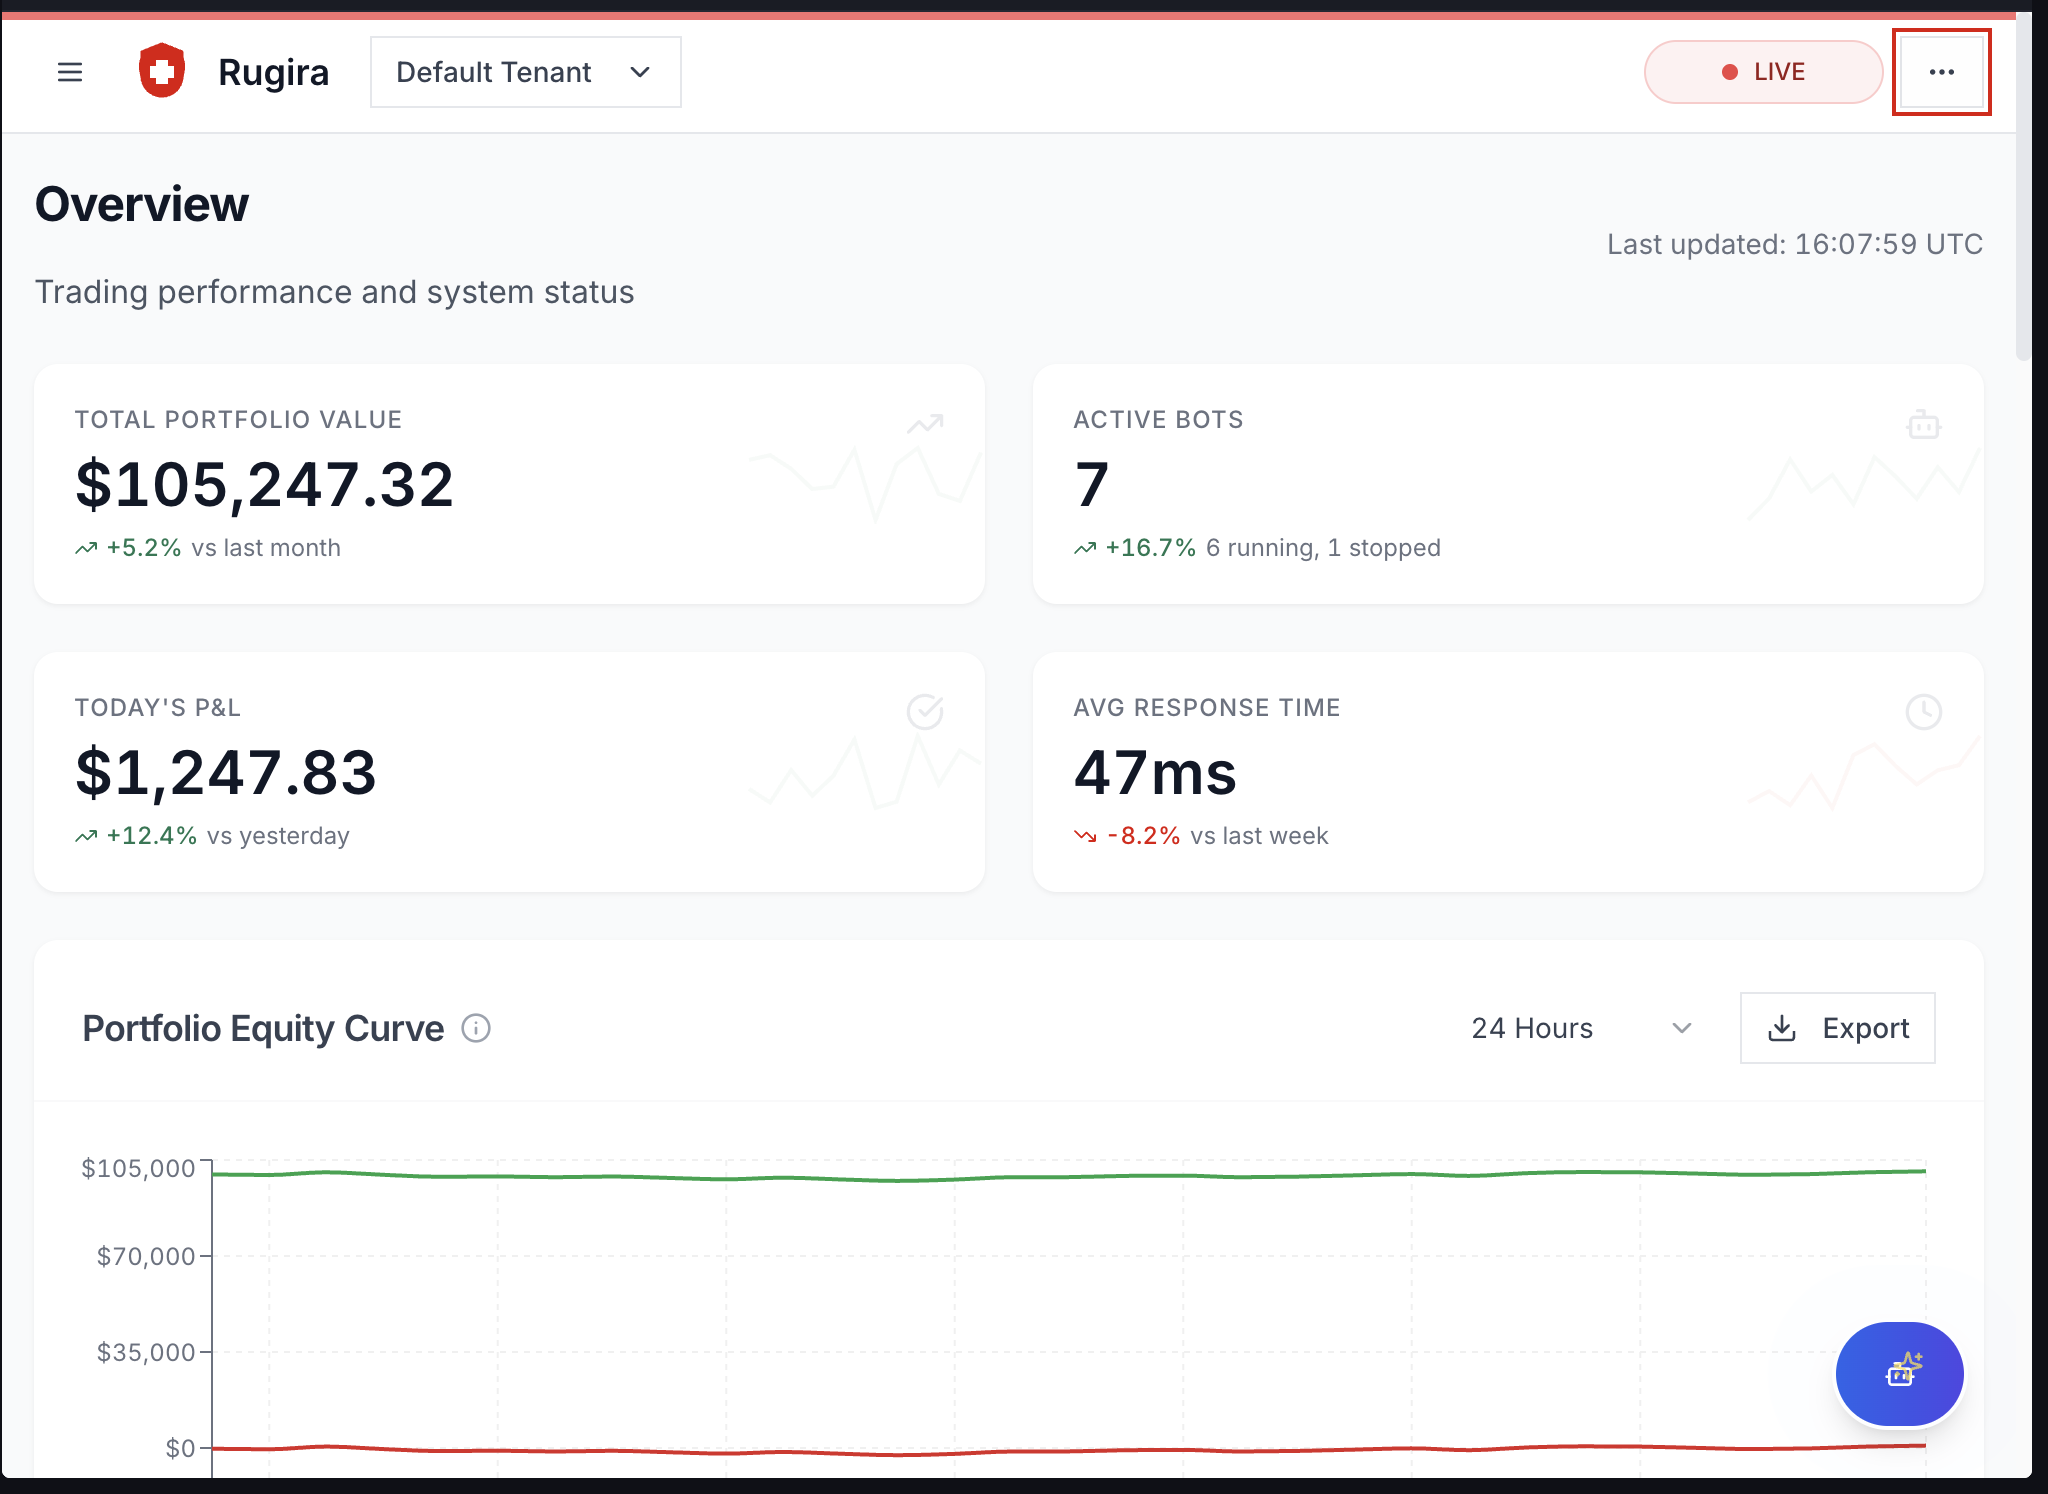 Rugira
Default Tenant
LIVE
Overview
Last updated: 16:07:59 UTC
Trading performance and system status
TOTAL PORTFOLIO VALUE
$105,247.32
+5.2% vs last month
ACTIVE BOTS
7
+16.7% 6 running, 1 stopped
TODAY'S P&L
$1,247.83
+12.4% vs yesterday
AVG RESPONSE TIME
47ms
-8.2% vs last week
Portfolio Equity Curve
24 Hours
Export
$105,000
$70,000
$35,000
$0